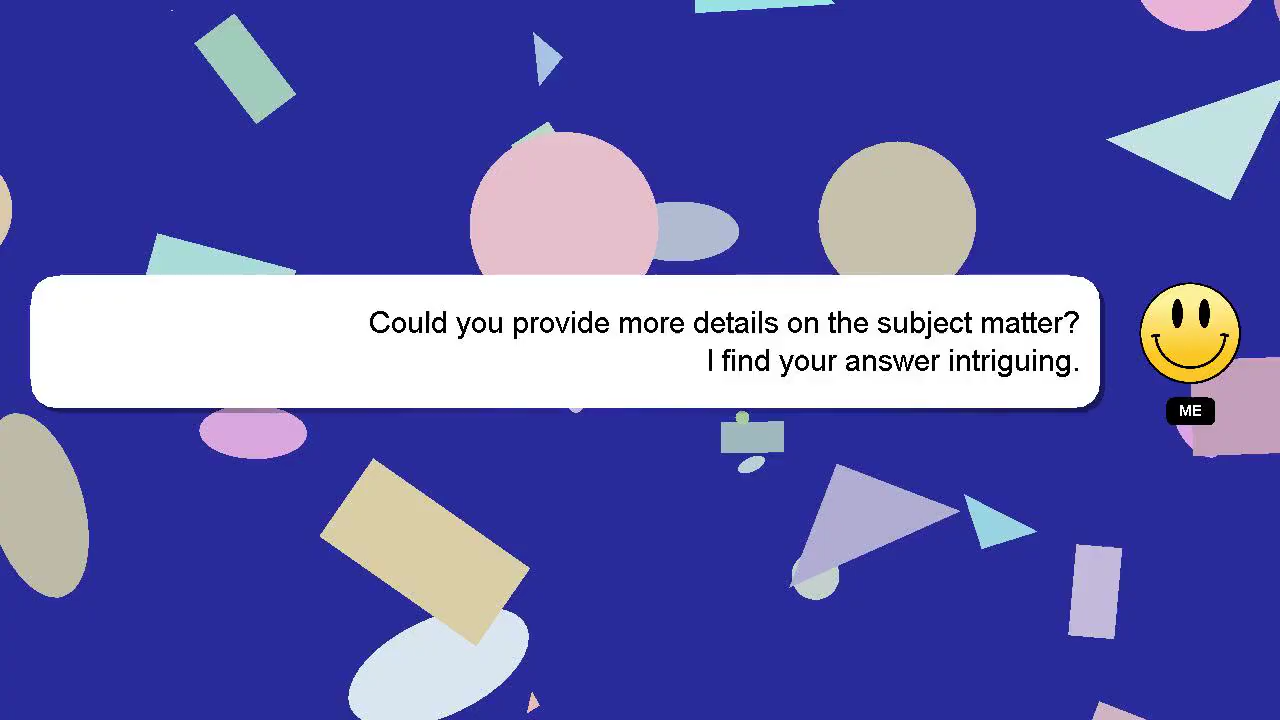 Could you provide more details on the subject matter?
I find your answer intriguing.
ME